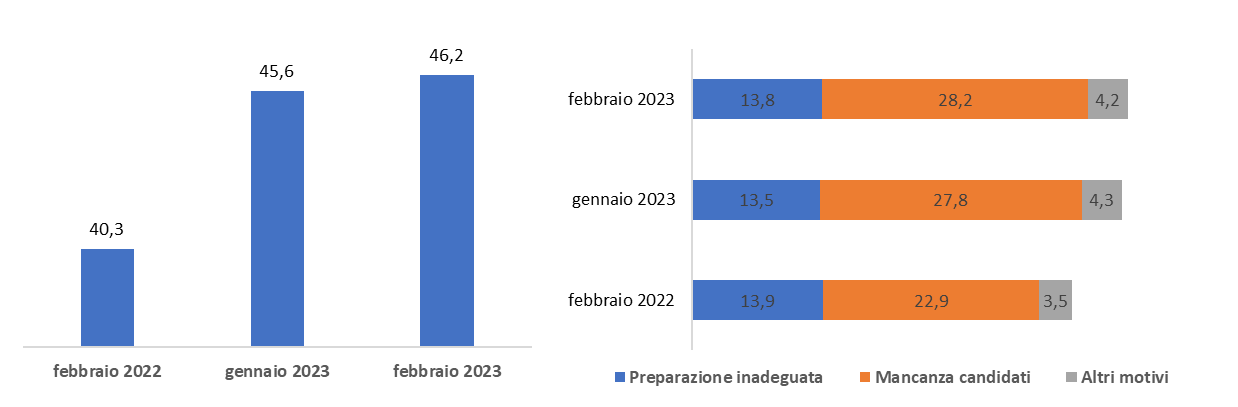 46,2
45,6
40,3
febbraio 2022 gennaio 2023 febbraio 2023
febbraio 2023 13,8 28,2 4,2
gennaio 2023 13,5 27,8 4,3
febbraio 2022 13,9 22,9 3,5
Preparazione inadeguata Mancanza candidati Altri motivi